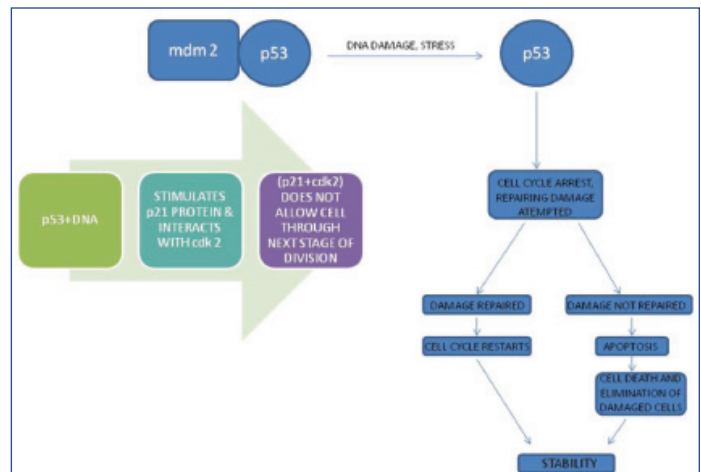 mdm 2
p53
DNA DAMAGE, STRESS
p53
p53+DNA
STIMULATES
p21 PROTEIN &
INTERACTS
WITH cdk 2
(p21+cdk2)
DOES NOT
ALLOW CELL
THROUGH
NEXT STAGE OF
DIVISION
CELL CYCLE ARREST,
REPAIRING DAMAGE
ATEMPTED
DAMAGE REPAIRED
DAMAGE NOT REPAIRED
CELL CYCLE RESTARTS
APOPTOSIS
CELL DEATH AND
ELIMINATION OF
DAMAGED CELLS
STABILITY